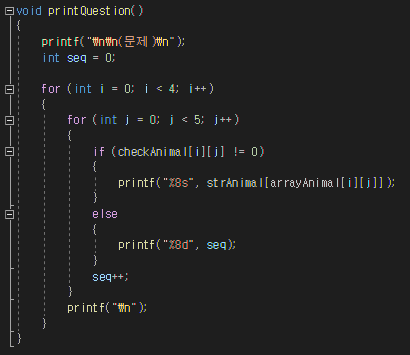 void printQuestion()
{
    printf("₩n₩n(문제)₩n");
    int seq = 0;
    for (int i = 0; i < 4; i++)
    {
        for (int j = 0; j < 5; j++)
        {
            if (checkAnimal[i][j] != 0)
            {
                printf("%8s", strAnimal[arrayAnimal[i][j]]);
            }
            else
            {
                printf("%8d", seq);
            }
            seq++;
        }
        printf("₩n");
    }
}